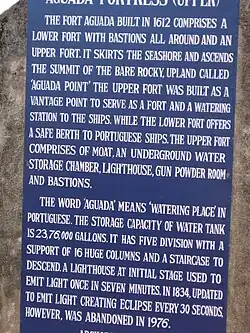 AGUADA FORTRESS (UPPER)
THE FORT AGUADA BUILT IN 1612 COMPRISES A
LOWER FORT WITH BASTIONS ALL AROUND AND AN
UPPER FORT. IT SKIRTS THE SEASHORE AND ASCENDS
THE SUMMIT OF THE BARE ROCKY, UPLAND CALLED
'AGUADA POINT' THE UPPER FORT WAS BUILT AS A
VANTAGE POINT TO SERVE AS A FORT AND A WATERING
STATION TO THE SHIPS. WHILE THE LOWER FORT OFFERS
A SAFE BERTH TO PORTUGUESE SHIPS. THE UPPER FORT
COMPRISES OF MOAT, AN UNDERGROUND WATER
STORAGE CHAMBER, LIGHTHOUSE, GUN POWDER ROOM
AND BASTIONS.
THE WORD 'AGUADA' MEANS 'WATERING PLACE' IN
PORTUGUESE. THE STORAGE CAPACITY OF WATER TANK
IS 23,76,000 GALLONS. IT HAS FIVE DIVISION WITH A
SUPPORT OF 16 HUGE COLUMNS AND A STAIRCASE TO
DESCEND. A LIGHTHOUSE AT INITIAL STAGE USED TO
EMIT LIGHT ONCE IN SEVEN MINUTES. IN 1834, UPDATED
TO EMIT LIGHT CREATING ECLIPSE EVERY 30 SECONDS,
HOWEVER, WAS ABANDONED IN 1976.